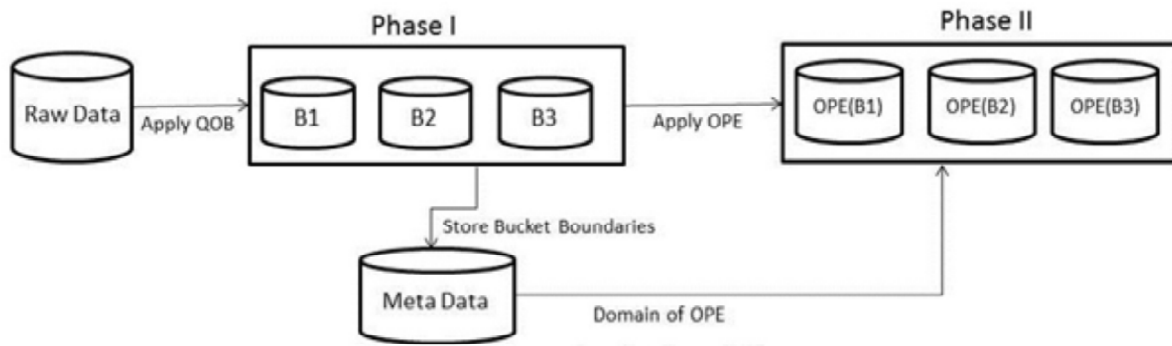 Phase I
Phase II
Raw Data
Apply QOB
B1
B2
B3
Apply OPE
OPE(B1)
OPE(B2)
OPE(B3)
Store Bucket Boundaries
Meta Data
Domain of OPE